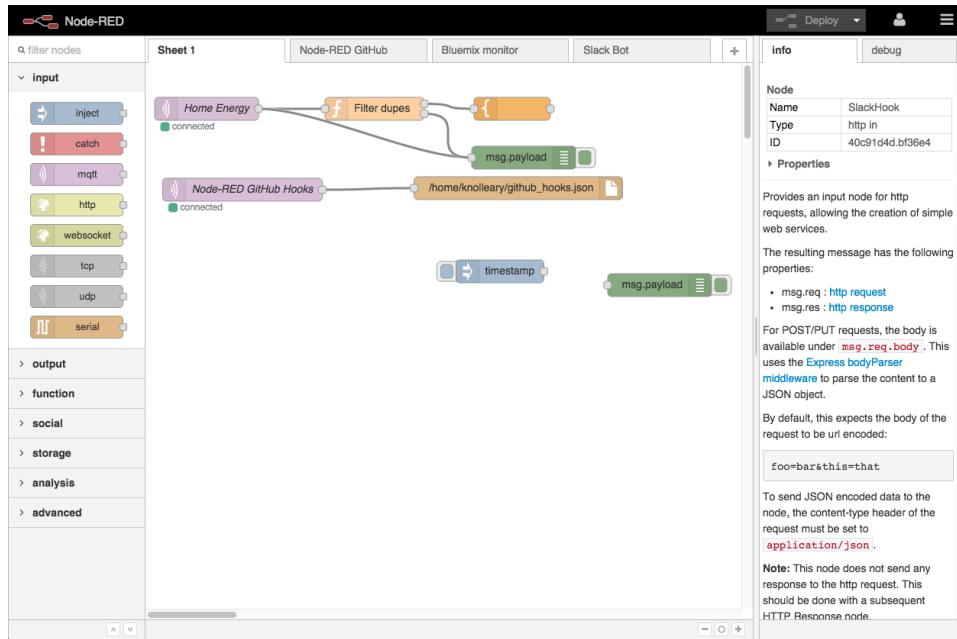 Node-RED
Deploy
filter nodes
Sheet 1
Node-RED GitHub
Bluemix monitor
Slack Bot
+
info
debug
input
inject
catch
mqtt
http
websocket
tcp
udp
serial
output
function
social
storage
analysis
advanced
Home Energy
connected
Filter dupes
msg.payload
Node-RED GitHub Hooks
connected
/home/knolleary/github_hooks.json
timestamp
msg.payload
Node
Name SlackHook
Type http in
ID 40c91d4d.bf36e4
Properties
Provides an input node for http
requests, allowing the creation of simple
web services.
The resulting message has the following
properties:
• msg.req : http request
• msg.res : http response
For POST/PUT requests, the body is
available under msg.req.body . This
uses the Express bodyParser
middleware to parse the content to a
JSON object.
By default, this expects the body of the
request to be url encoded:
foo=bar&this=that
To send JSON encoded data to the
node, the content-type header of the
request must be set to
application/json .
Note: This node does not send any
response to the http request. This
should be done with a subsequent
HTTP Response node.